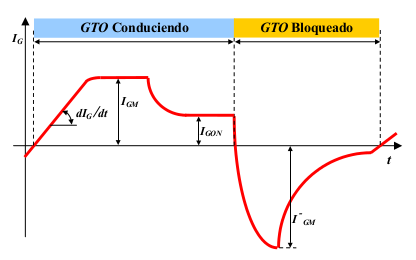 GTO Conduciendo
GTO Bloqueado
I_G
I_GM
dI_G/dt
I_GON
t
I⁻_GM